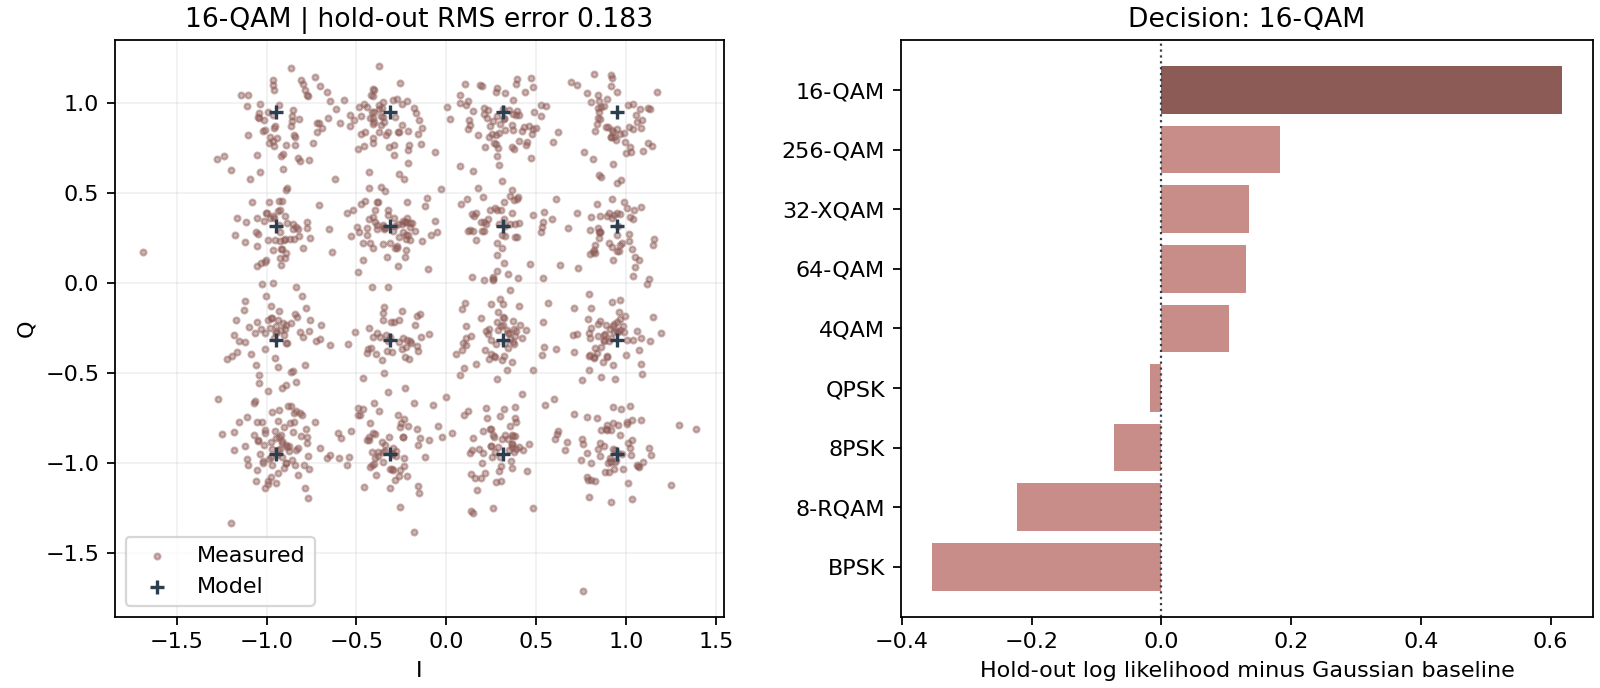 16-QAM | hold-out RMS error 0.183
1.0
0.5
0.0
−0.5
−1.0
−1.5
Q
Measured
Model
−1.5
−1.0
−0.5
0.0
0.5
1.0
1.5
I
Decision: 16-QAM
16-QAM
256-QAM
32-XQAM
64-QAM
4QAM
QPSK
8PSK
8-RQAM
BPSK
−0.4
−0.2
0.0
0.2
0.4
0.6
Hold-out log likelihood minus Gaussian baseline